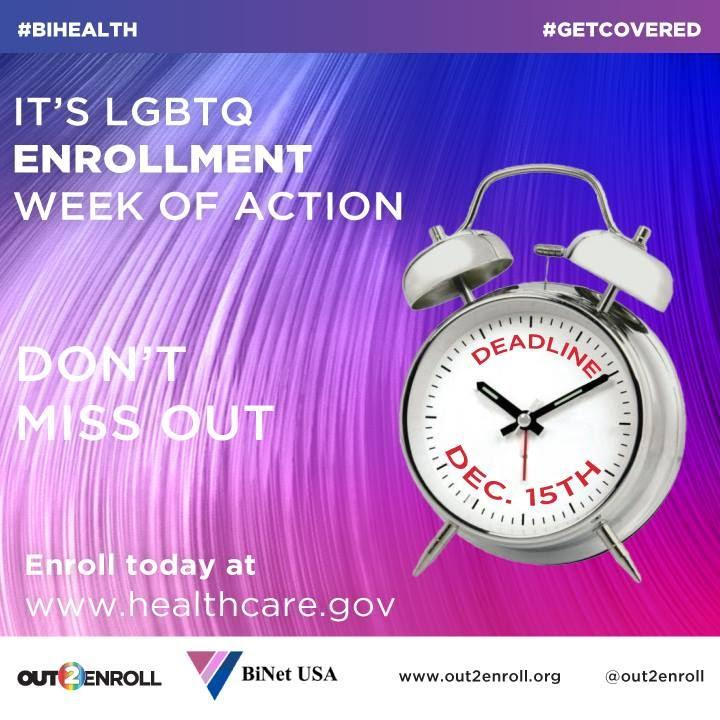 #BIHEALTH
#GETCOVERED
IT'S LGBTQ
ENROLLMENT
WEEK OF ACTION
DEADLINE
DEC. 15TH
DON'T
MISS OUT
Enroll today at
www.healthcare.gov
OUT2ENROLL
BiNet USA
www.out2enroll.org
@out2enroll